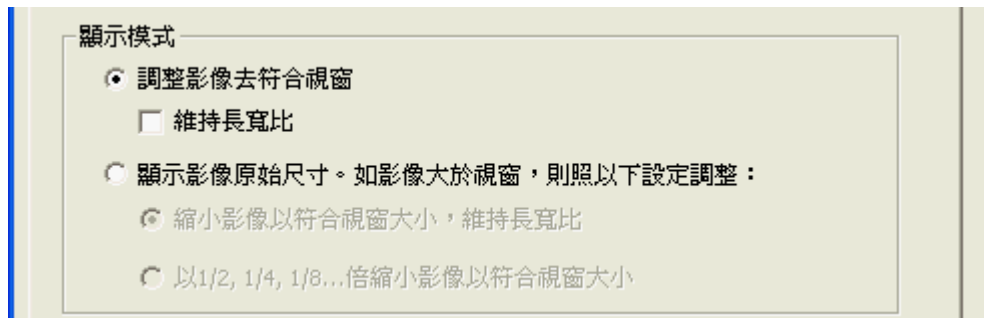 顯示模式
調整影像去符合視窗
維持長寬比
顯示影像原始尺寸。如影像大於視窗，則照以下設定調整：
縮小影像以符合視窗大小，維持長寬比
以1/2, 1/4, 1/8...倍縮小影像以符合視窗大小